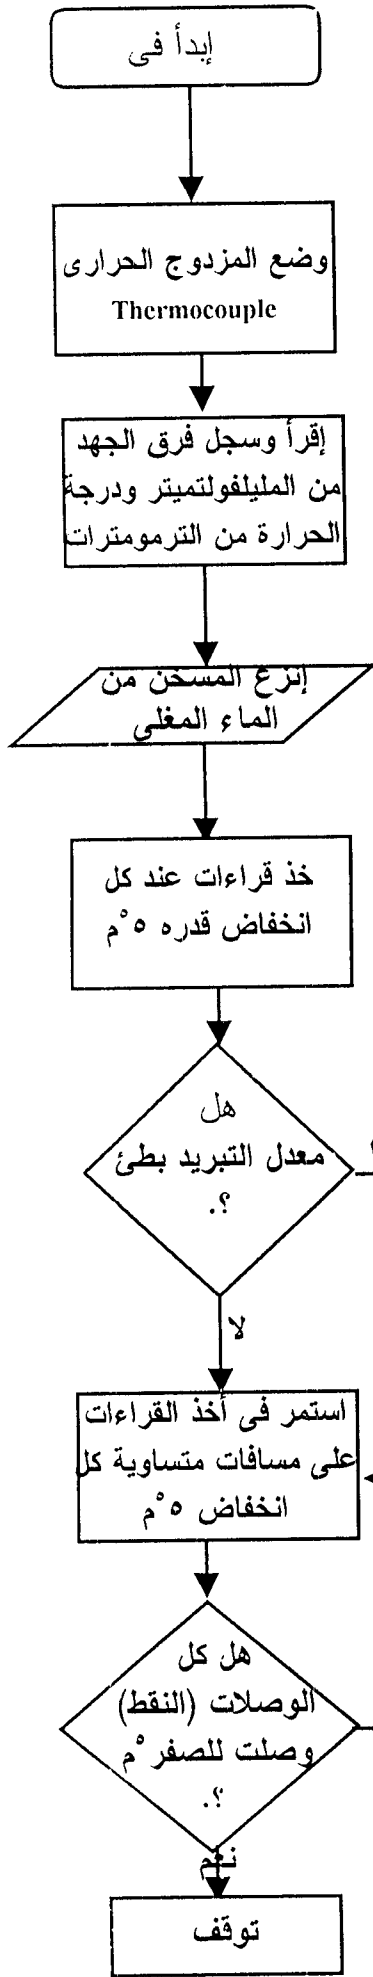 إبدأ فى
وضع المزدوج الحرارى
Thermocouple
إقرأ وسجل فرق الجهد
من المليلفولتميتر ودرجة
الحرارة من الترمومترات
إنزع المسخن من
الماء المغلي
خذ قراءات عند كل
انخفاض قدره ٥°م
هل
معدل التبريد بطئ
؟.
لا
استمر فى أخذ القراءات
على مسافات متساوية كل
انخفاض ٥°م
هل كل
الوصلات (النقط)
وصلت للصفر°م
؟.
نعم
توقف